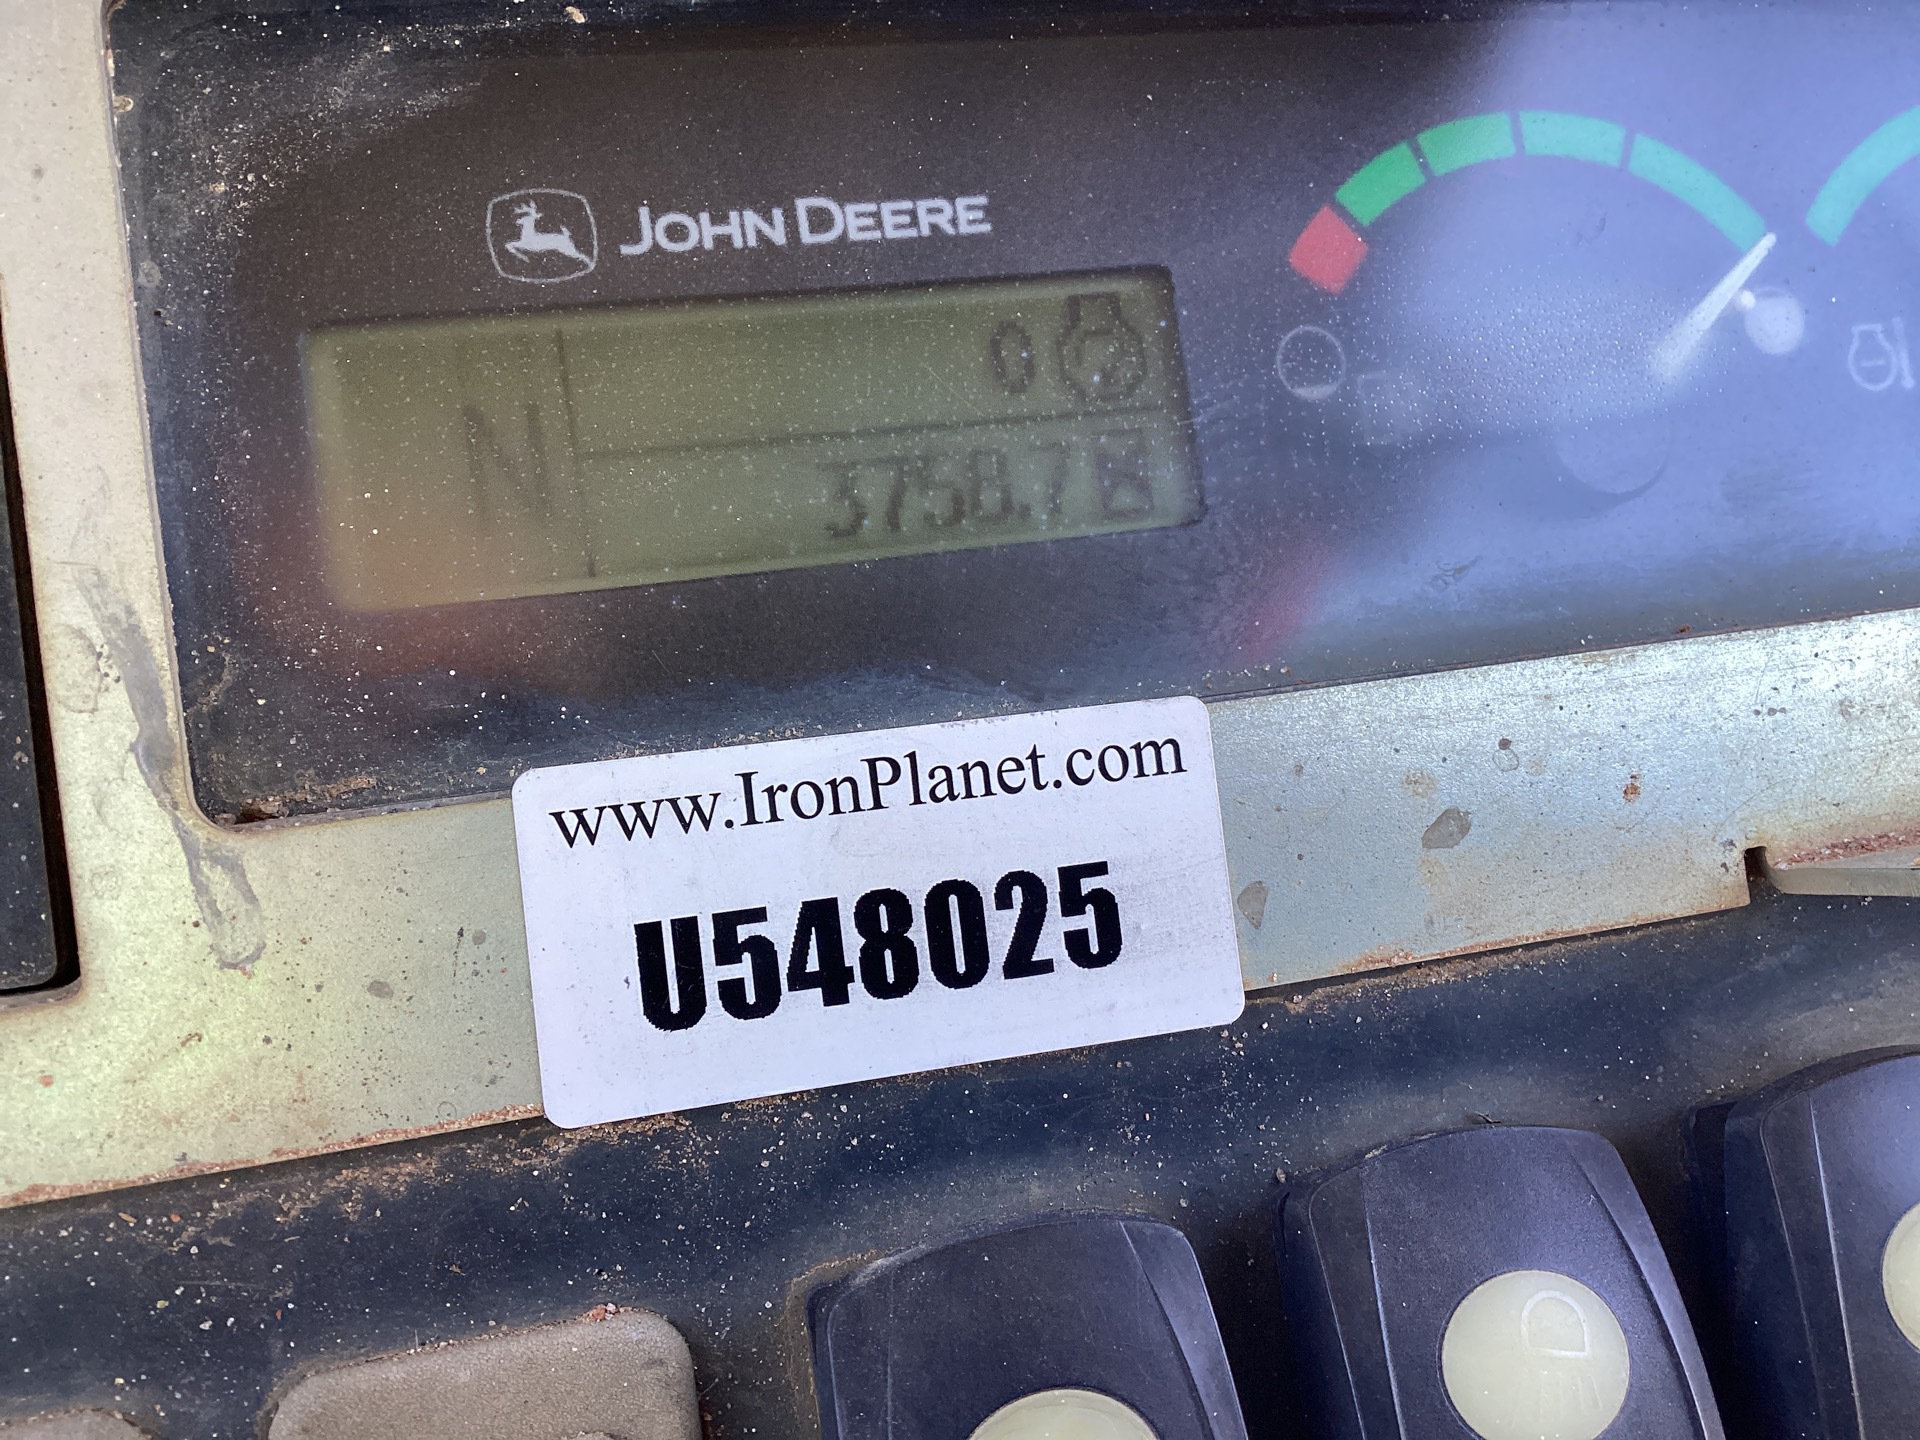 JOHN DEERE
0
N
3758.7
www.IronPlanet.com
U548025